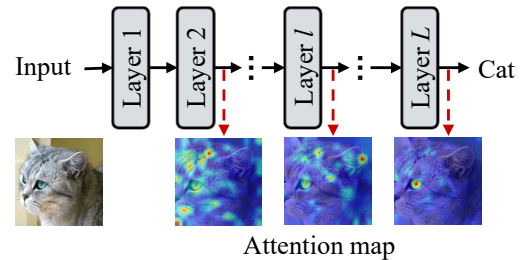 Input
Layer 1
Layer 2
Layer l
Layer L
Cat
Attention map